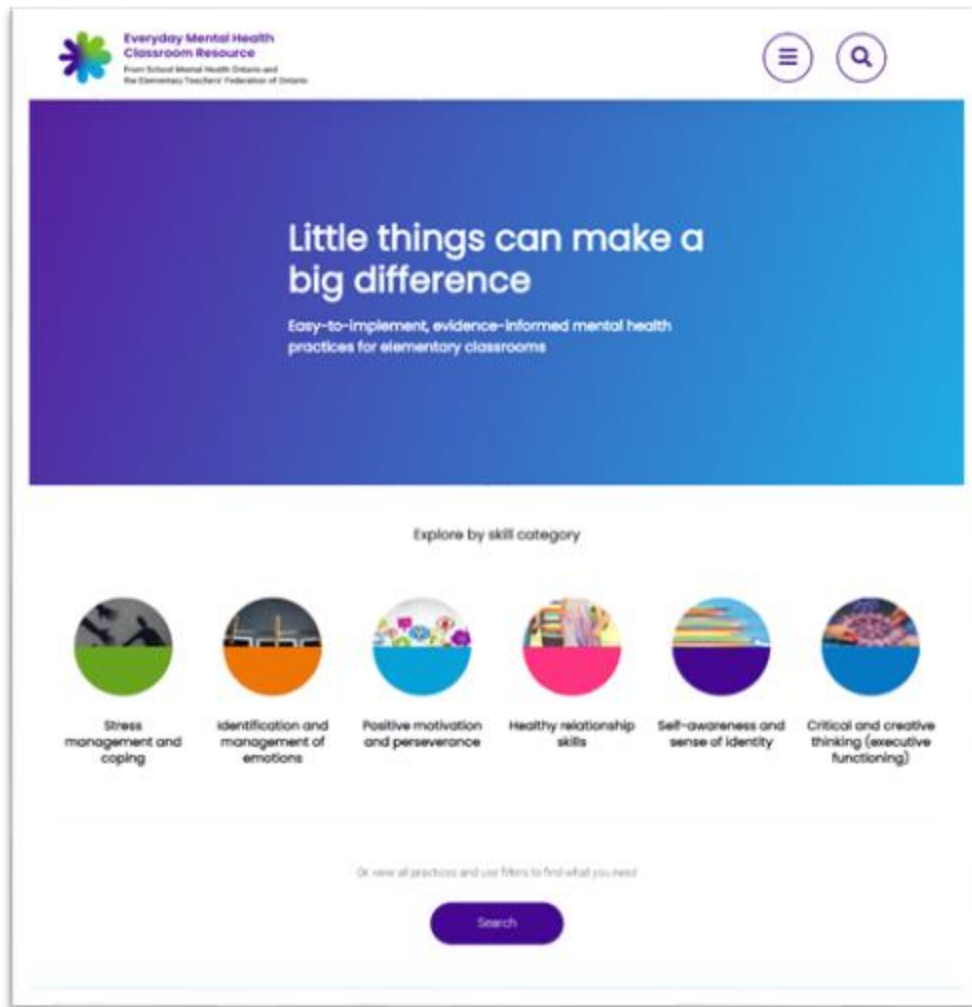 Everyday Mental Health
Classroom Resource
From School Mental Health Ontario and
the Elementary Teachers' Federation of Ontario
Little things can make a
big difference
Easy-to-implement, evidence-informed mental health
practices for elementary classrooms
Explore by skill category
Stress
management and
coping
Identification and
management of
emotions
Positive motivation
and perseverance
Healthy relationship
skills
Self-awareness and
sense of identity
Critical and creative
thinking (executive
functioning)
Or view all practices and use filters to find what you need
Search